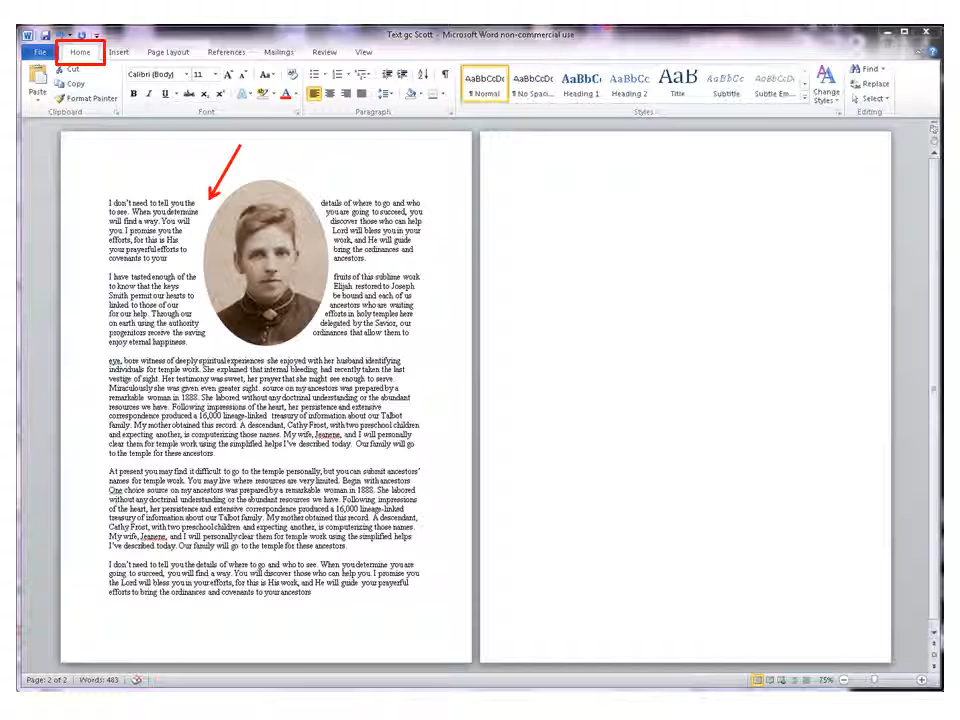 Text gc Scott - Microsoft Word non-commercial use
File Home Insert Page Layout References Mailings Review View
Paste
Cut
Copy
Format Painter
Clipboard
Calibri (Body) 11
B I U abc
Font
Paragraph
AaBbCcDc AaBbCcDc AaBbC AaBbCc AaB AaBbCc AaBbCcDc
¶ Normal ¶ No Spaci... Heading 1 Heading 2 Title Subtitle Subtle Em...
Change Styles
Styles
Find
Replace
Select
Editing
I don't need to tell you the details of where to go and who
to see. When you determine you are going to succeed, you
will find a way. You will discover those who can help
you. I promise you the Lord will bless you in your
efforts, for this is His work, and He will guide
your prayerful efforts to bring the ordinances and
covenants to your ancestors.
I have tasted enough of the fruits of this sublime work
to know that the keys Elijah restored to Joseph
Smith permit our hearts to be bound and each of us
linked to those of our ancestors who are waiting
for our help. Through our efforts in holy temples here
on earth using the authority delegated by the Savior, our
progenitors receive the saving ordinances that allow them to
enjoy eternal happiness.
eye, bore witness of deeply spiritual experiences she enjoyed with her husband identifying
individuals for temple work. She explained that internal bleeding had recently taken the last
vestige of sight. Her testimony was sweet, her prayer that she might see enough to serve.
Miraculously she was given even greater sight. source on my ancestors was prepared by a
remarkable woman in 1888. She labored without any doctrinal understanding or the abundant
resources we have. Following impressions of the heart, her persistence and extensive
correspondence produced a 16,000 lineage-linked treasury of information about our Talbot
family. My mother obtained this record. A descendant, Cathy Frost, with two preschool children
and expecting another, is computerizing those names. My wife, Jeanene, and I will personally
clear them for temple work using the simplified helps I've described today. Our family will go
to the temple for these ancestors.
At present you may find it difficult to go to the temple personally, but you can submit ancestors'
names for temple work. You may live where resources are very limited. Begin with ancestors
One choice source on my ancestors was prepared by a remarkable woman in 1888. She labored
without any doctrinal understanding or the abundant resources we have. Following impressions
of the heart, her persistence and extensive correspondence produced a 16,000 lineage-linked
treasury of information about our Talbot family. My mother obtained this record. A descendant,
Cathy Frost, with two preschool children and expecting another, is computerizing those names.
My wife, Jeanene, and I will personally clear them for temple work using the simplified helps
I've described today. Our family will go to the temple for these ancestors.
I don't need to tell you the details of where to go and who to see. When you determine you are
going to succeed, you will find a way. You will discover those who can help you. I promise you
the Lord will bless you in your efforts, for this is His work, and He will guide your prayerful
efforts to bring the ordinances and covenants to your ancestors
Page: 2 of 2 Words: 483 75%